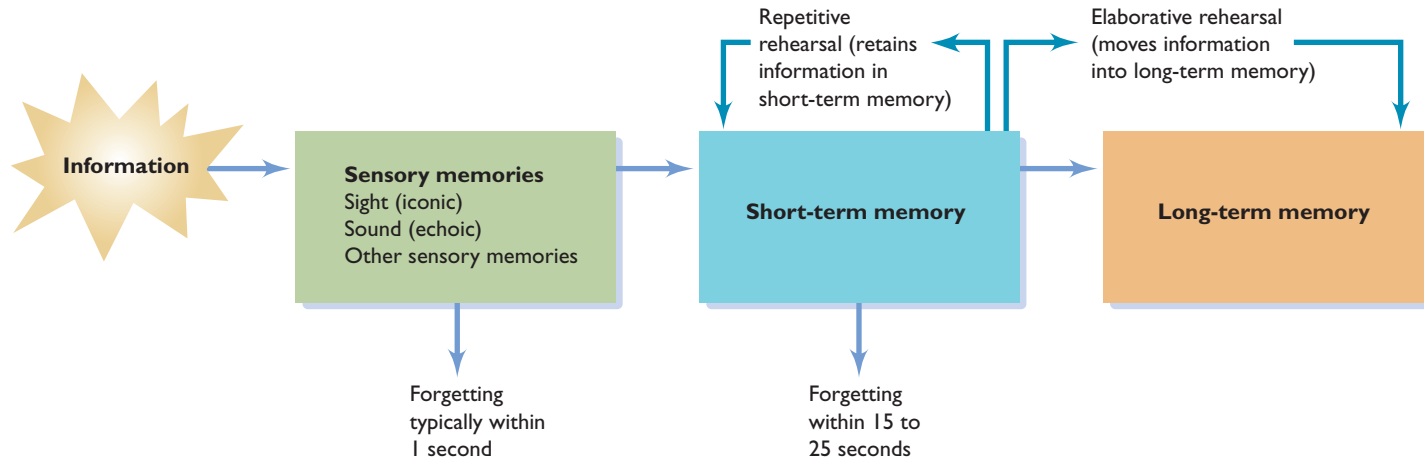 Information
Sensory memories
Sight (iconic)
Sound (echoic)
Other sensory memories
Forgetting
typically within
1 second
Repetitive
rehearsal (retains
information in
short-term memory)
Short-term memory
Forgetting
within 15 to
25 seconds
Elaborative rehearsal
(moves information
into long-term memory)
Long-term memory